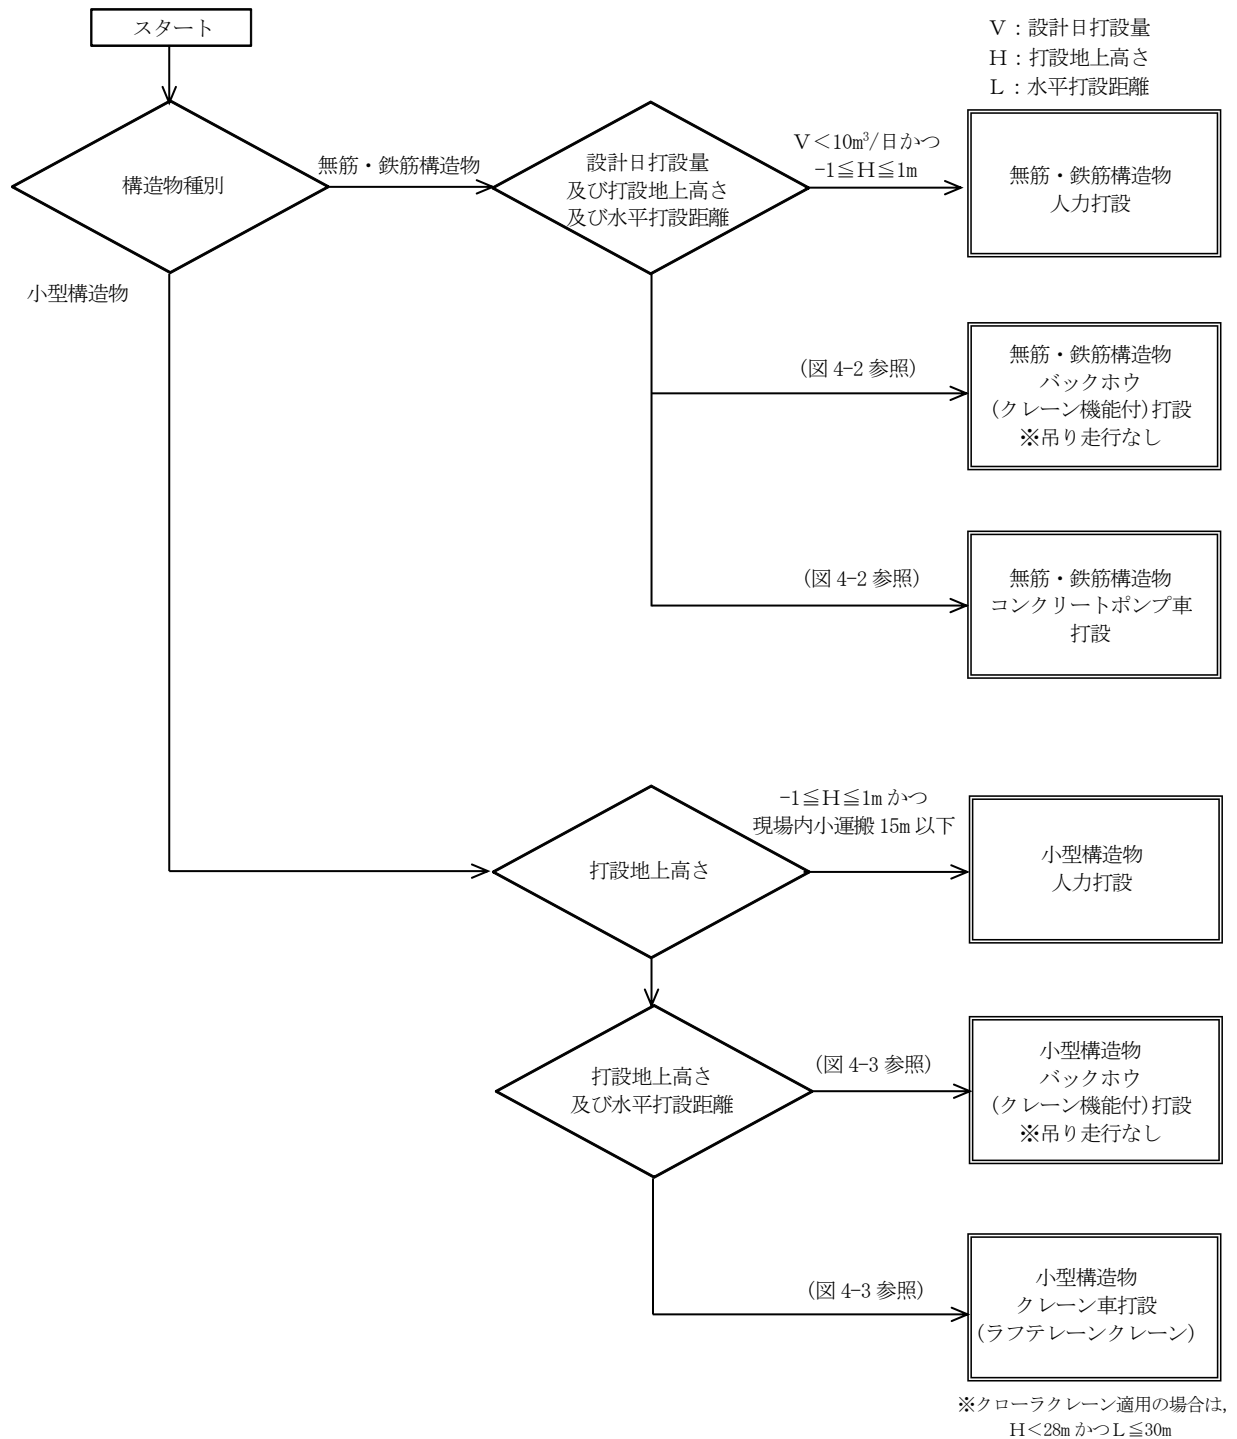 スタート
V：設計日打設量
H：打設地上高さ
L：水平打設距離
構造物種別
無筋・鉄筋構造物
設計日打設量
及び打設地上高さ
及び水平打設距離
V＜10m³/日かつ
-1≦H≦1m
無筋・鉄筋構造物
人力打設
小型構造物
(図 4-2 参照)
無筋・鉄筋構造物
バックホウ
(クレーン機能付)打設
※吊り走行なし
(図 4-2 参照)
無筋・鉄筋構造物
コンクリートポンプ車
打設
打設地上高さ
-1≦H≦1m かつ
現場内小運搬 15m 以下
小型構造物
人力打設
打設地上高さ
及び水平打設距離
(図 4-3 参照)
小型構造物
バックホウ
(クレーン機能付)打設
※吊り走行なし
(図 4-3 参照)
小型構造物
クレーン車打設
(ラフテレーンクレーン)
※クローラクレーン適用の場合は，
H＜28m かつL≦30m